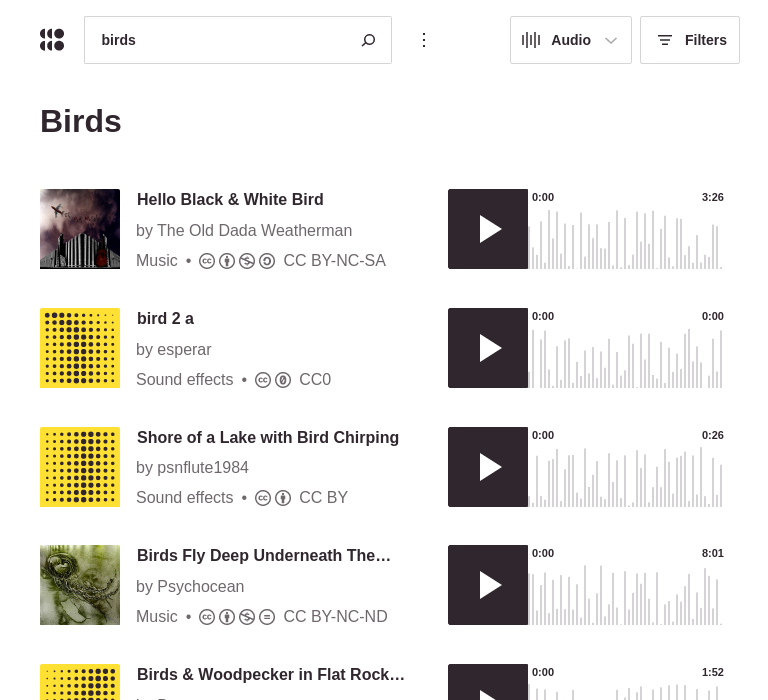 birds
Audio
Filters
Birds
Hello Black & White Bird
by The Old Dada Weatherman
Music • CC BY-NC-SA
0:00 3:26
bird 2 a
by esperar
Sound effects • CC0
0:00 0:00
Shore of a Lake with Bird Chirping
by psnflute1984
Sound effects • CC BY
0:00 0:26
Birds Fly Deep Underneath The…
by Psychocean
Music • CC BY-NC-ND
0:00 8:01
Birds & Woodpecker in Flat Rock…
0:00 1:52